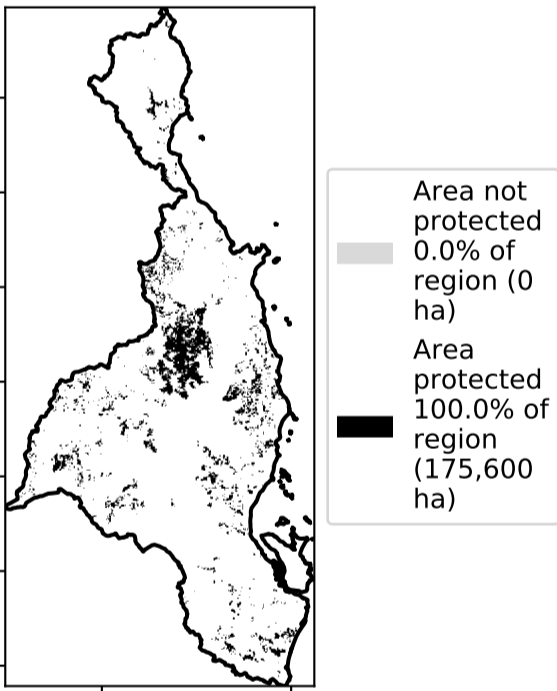 Area not
protected
0.0% of
region (0
ha)
Area
protected
100.0% of
region
(175,600
ha)